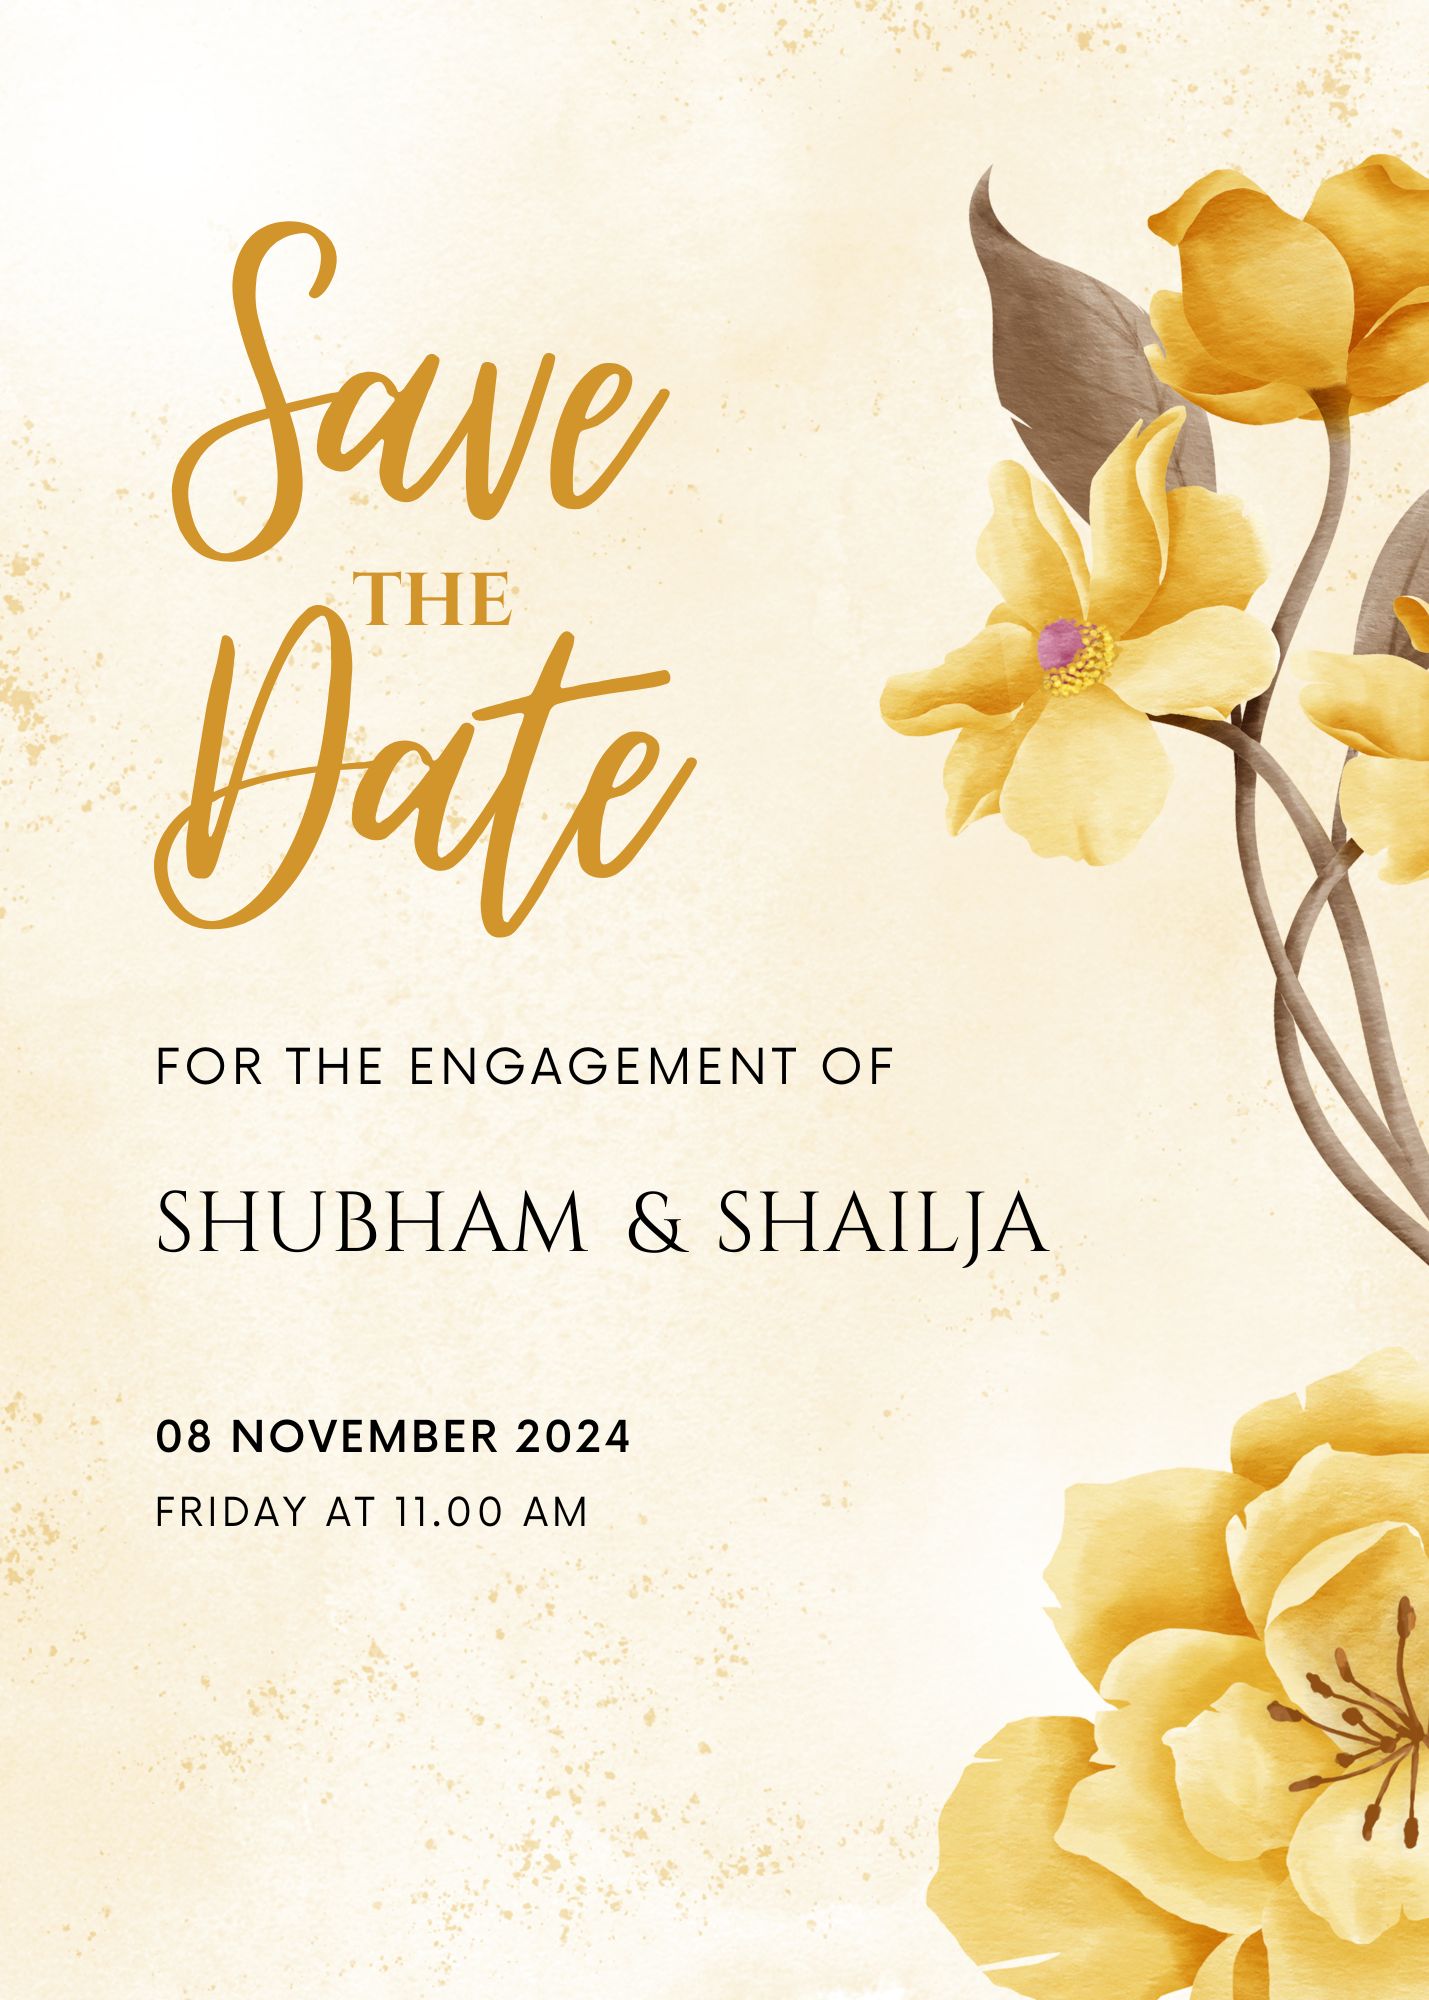 Save
THE
Date
FOR THE ENGAGEMENT OF
SHUBHAM & SHAILJA
08 NOVEMBER 2024
FRIDAY AT 11.00 AM